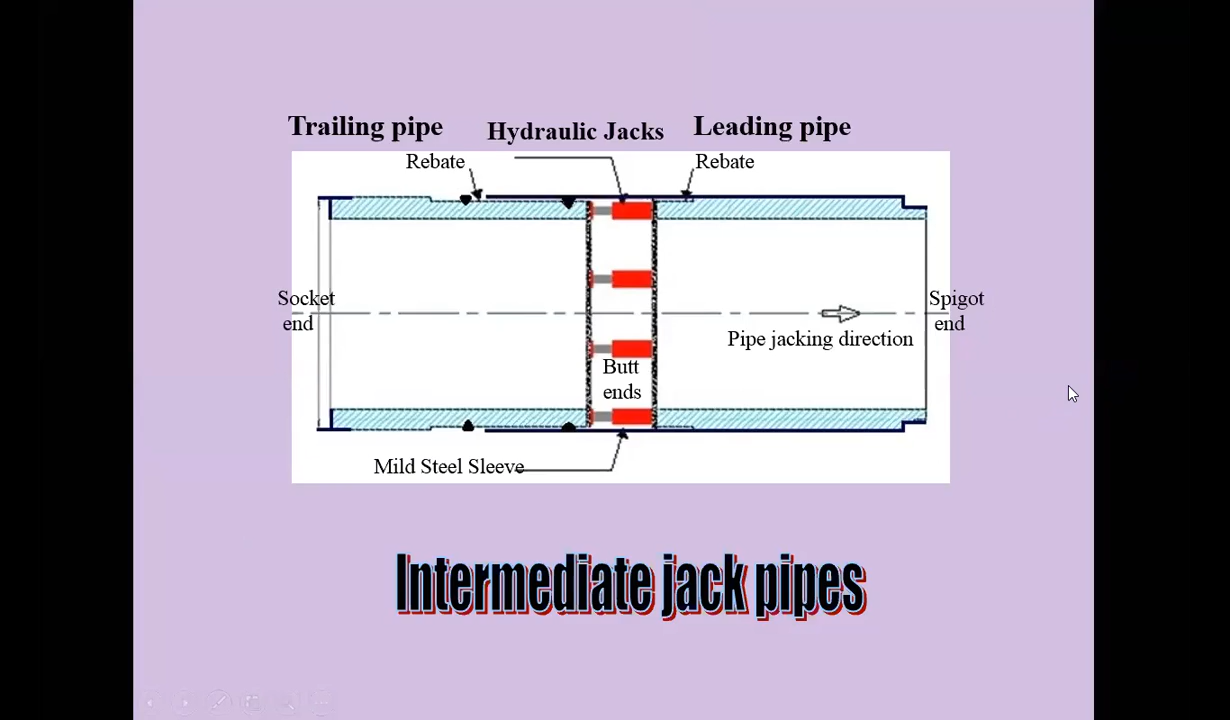 Trailing pipe
Hydraulic Jacks
Leading pipe
Rebate
Rebate
Socket
end
Spigot
end
Pipe jacking direction
Butt
ends
Mild Steel Sleeve
Intermediate jack pipes